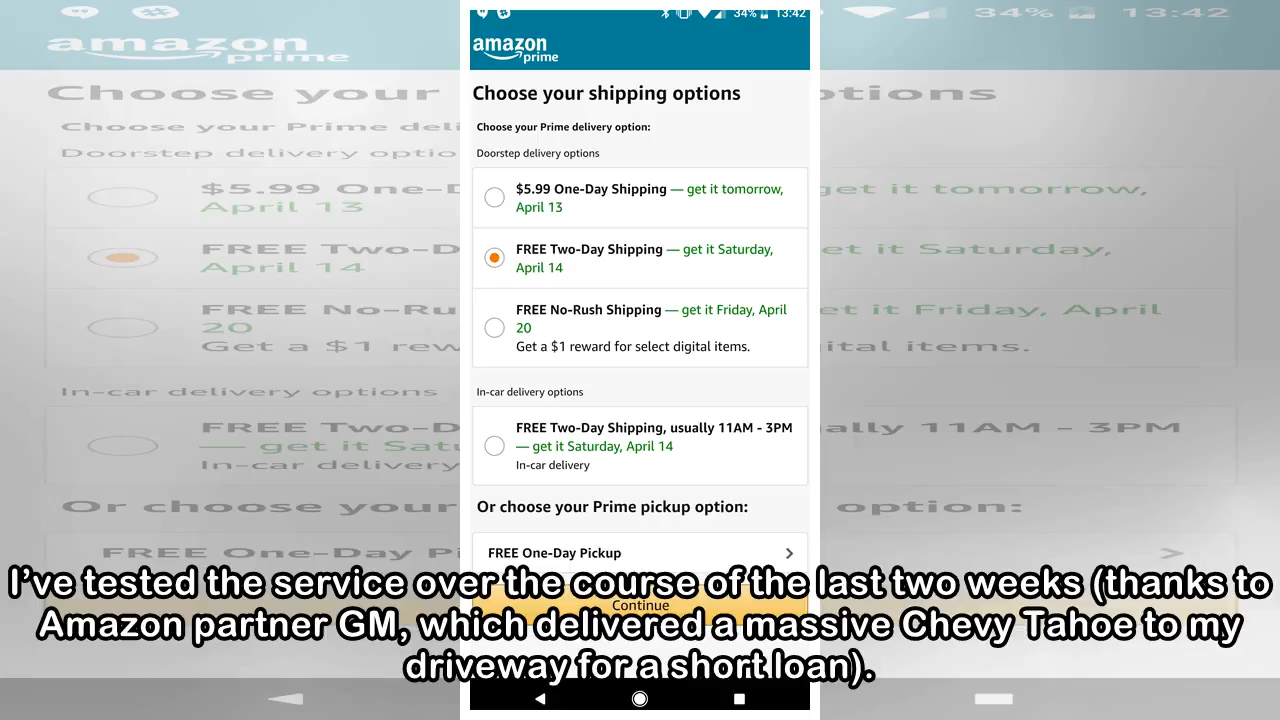 34% 13:42
amazon
prime
Choose your shipping options
Choose your Prime delivery option:
Doorstep delivery options
$5.99 One-Day Shipping — get it tomorrow,
April 13
FREE Two-Day Shipping — get it Saturday,
April 14
FREE No-Rush Shipping — get it Friday, April
20
Get a $1 reward for select digital items.
In-car delivery options
FREE Two-Day Shipping, usually 11AM - 3PM
— get it Saturday, April 14
In-car delivery
Or choose your Prime pickup option:
FREE One-Day Pickup
Continue
I’ve tested the service over the course of the last two weeks (thanks to
Amazon partner GM, which delivered a massive Chevy Tahoe to my
driveway for a short loan).